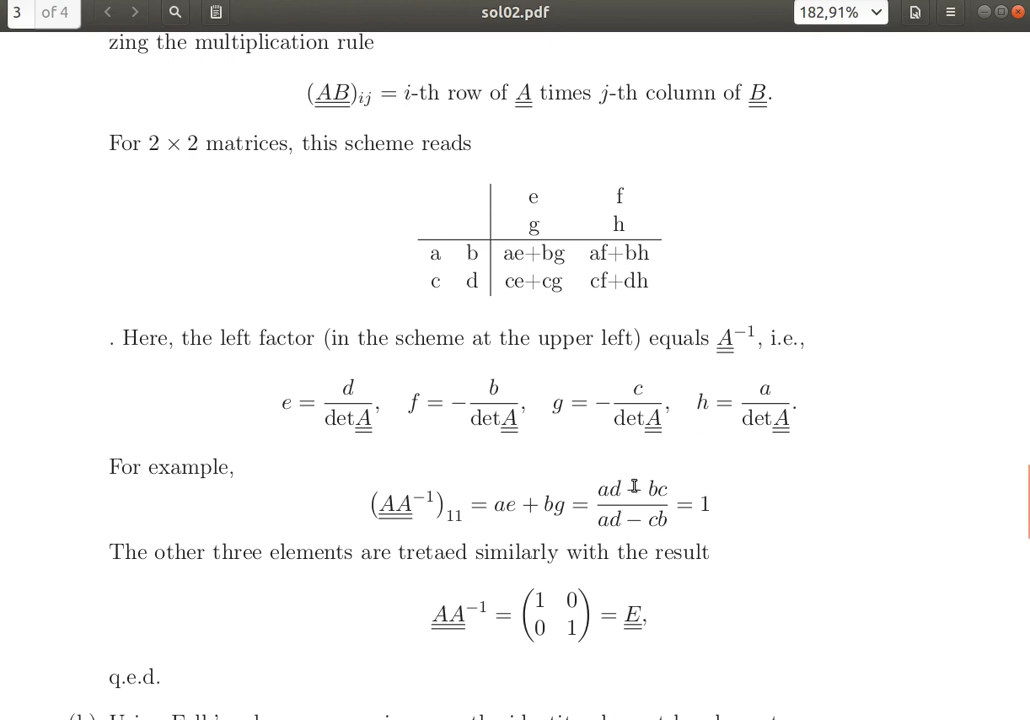 3 of 4 sol02.pdf 182,91%
zing the multiplication rule
(AB)ij = i-th row of A times j-th column of B.
For 2 × 2 matrices, this scheme reads
e f
g h
a b ae+bg af+bh
c d ce+cg cf+dh
. Here, the left factor (in the scheme at the upper left) equals A⁻¹, i.e.,
e = d/detA, f = − b/detA, g = − c/detA, h = a/detA.
For example,
(AA⁻¹)₁₁ = ae + bg = ad − bc/ad − cb = 1
The other three elements are tretaed similarly with the result
AA⁻¹ = (1 0
0 1) = E,
q.e.d.